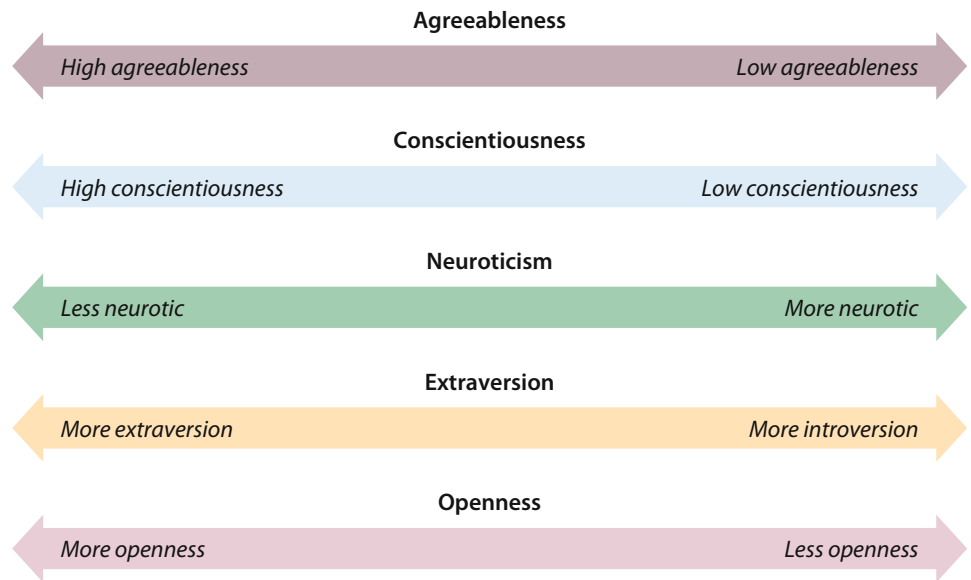 Agreeableness
High agreeableness Low agreeableness
Conscientiousness
High conscientiousness Low conscientiousness
Neuroticism
Less neurotic More neurotic
Extraversion
More extraversion More introversion
Openness
More openness Less openness